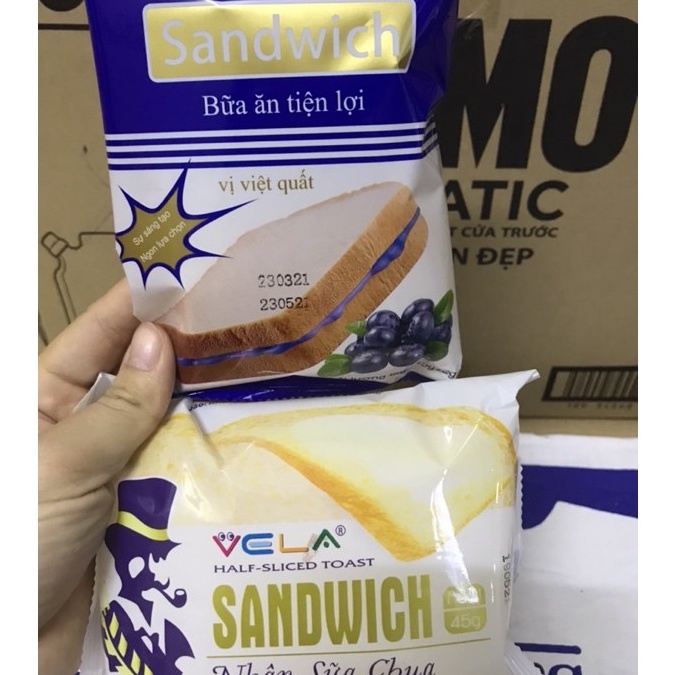 Sandwich
Bữa ăn tiện lợi
vị việt quất
Sự sáng tạo
Ngon lựa chọn
230321
230521
MO
ATIC
T CỬA TRƯỚC
N ĐẸP
VELA®
HALF-SLICED TOAST
SANDWICH
45g
Nhân Sữa Chua